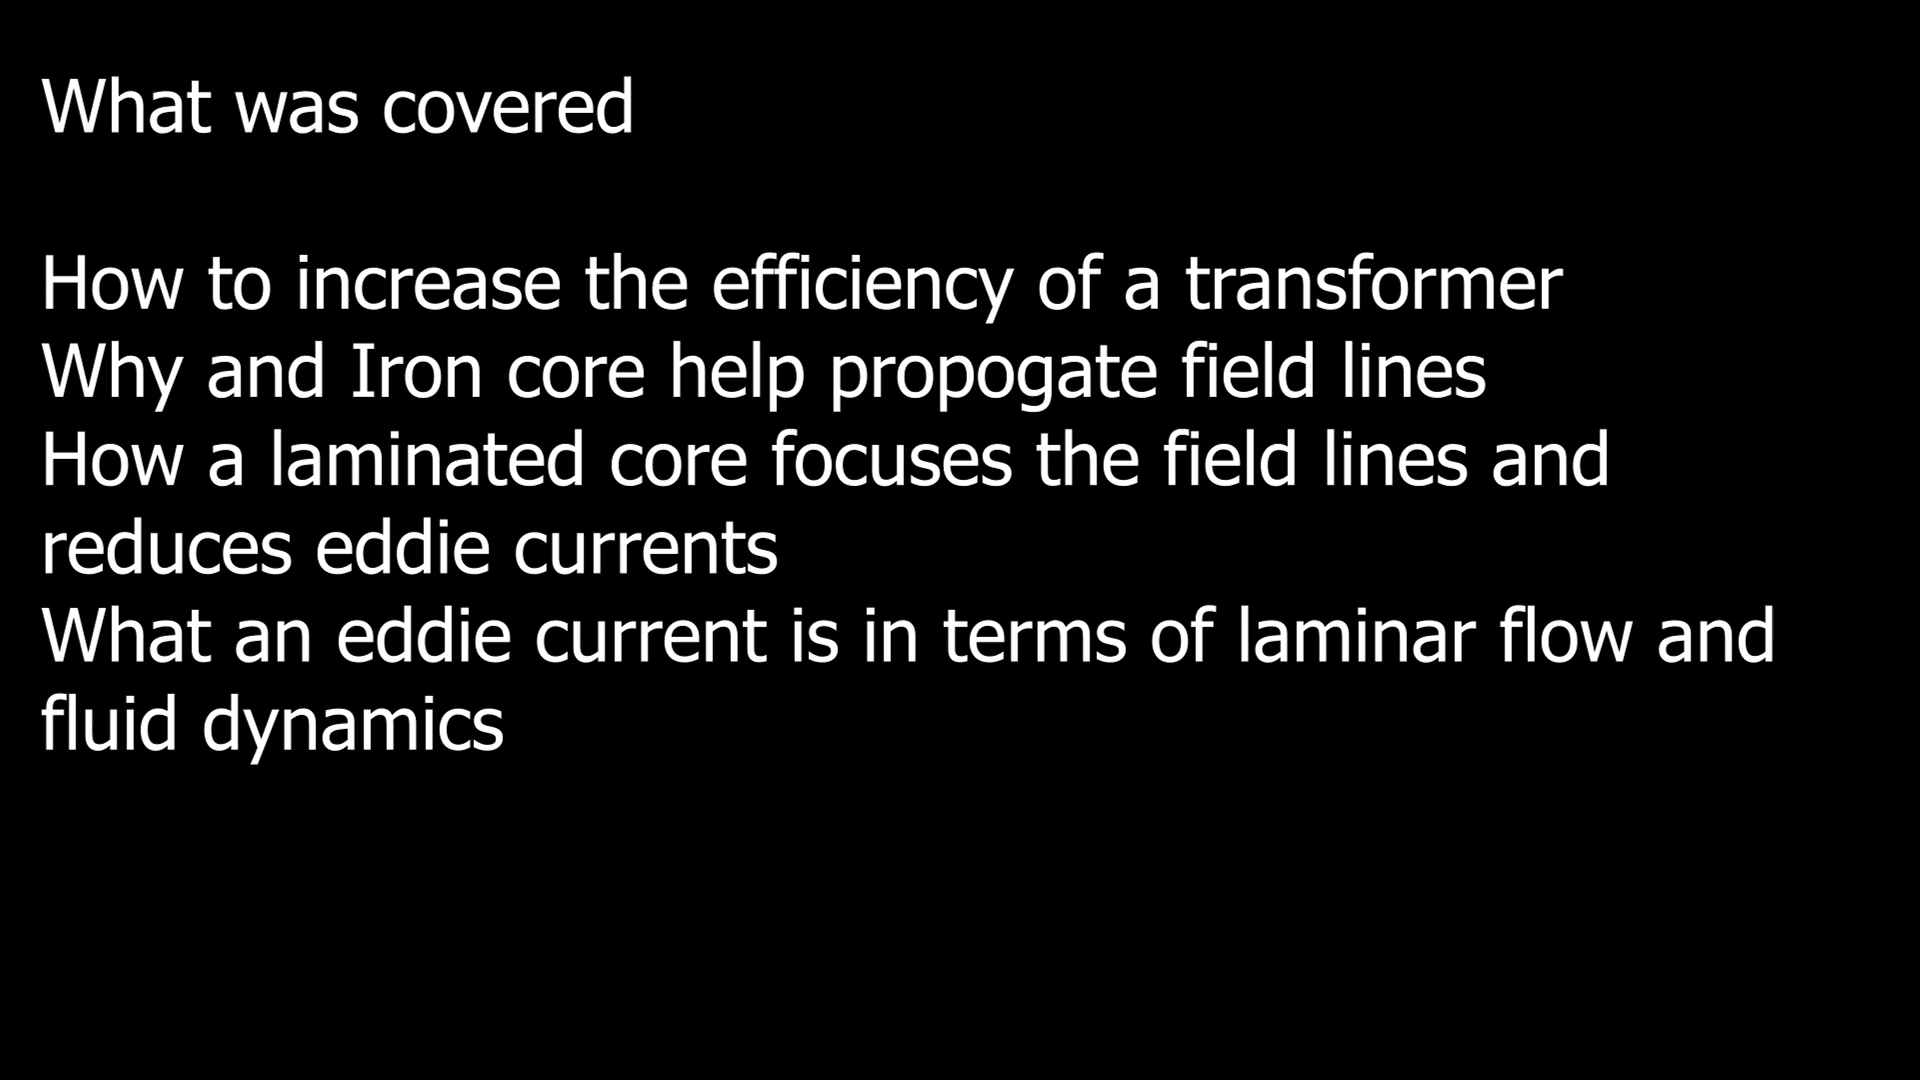 What was covered
How to increase the efficiency of a transformer
Why and Iron core help propogate field lines
How a laminated core focuses the field lines and
reduces eddie currents
What an eddie current is in terms of laminar flow and
fluid dynamics